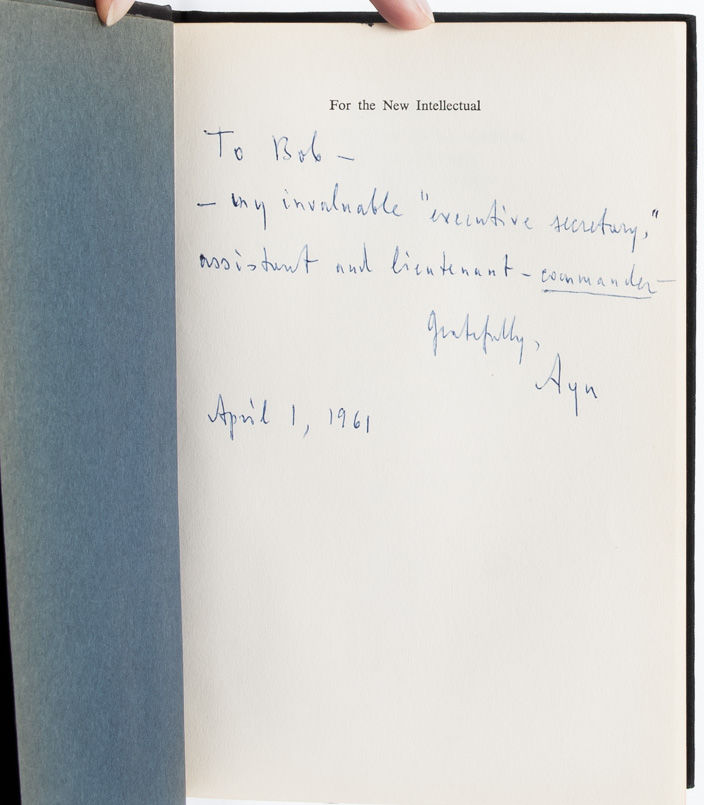 For the New Intellectual
To Bob —
— my invaluable "executive secretary,"
assistant and lieutenant - commander —
Gratefully,
Ayn
April 1, 1961